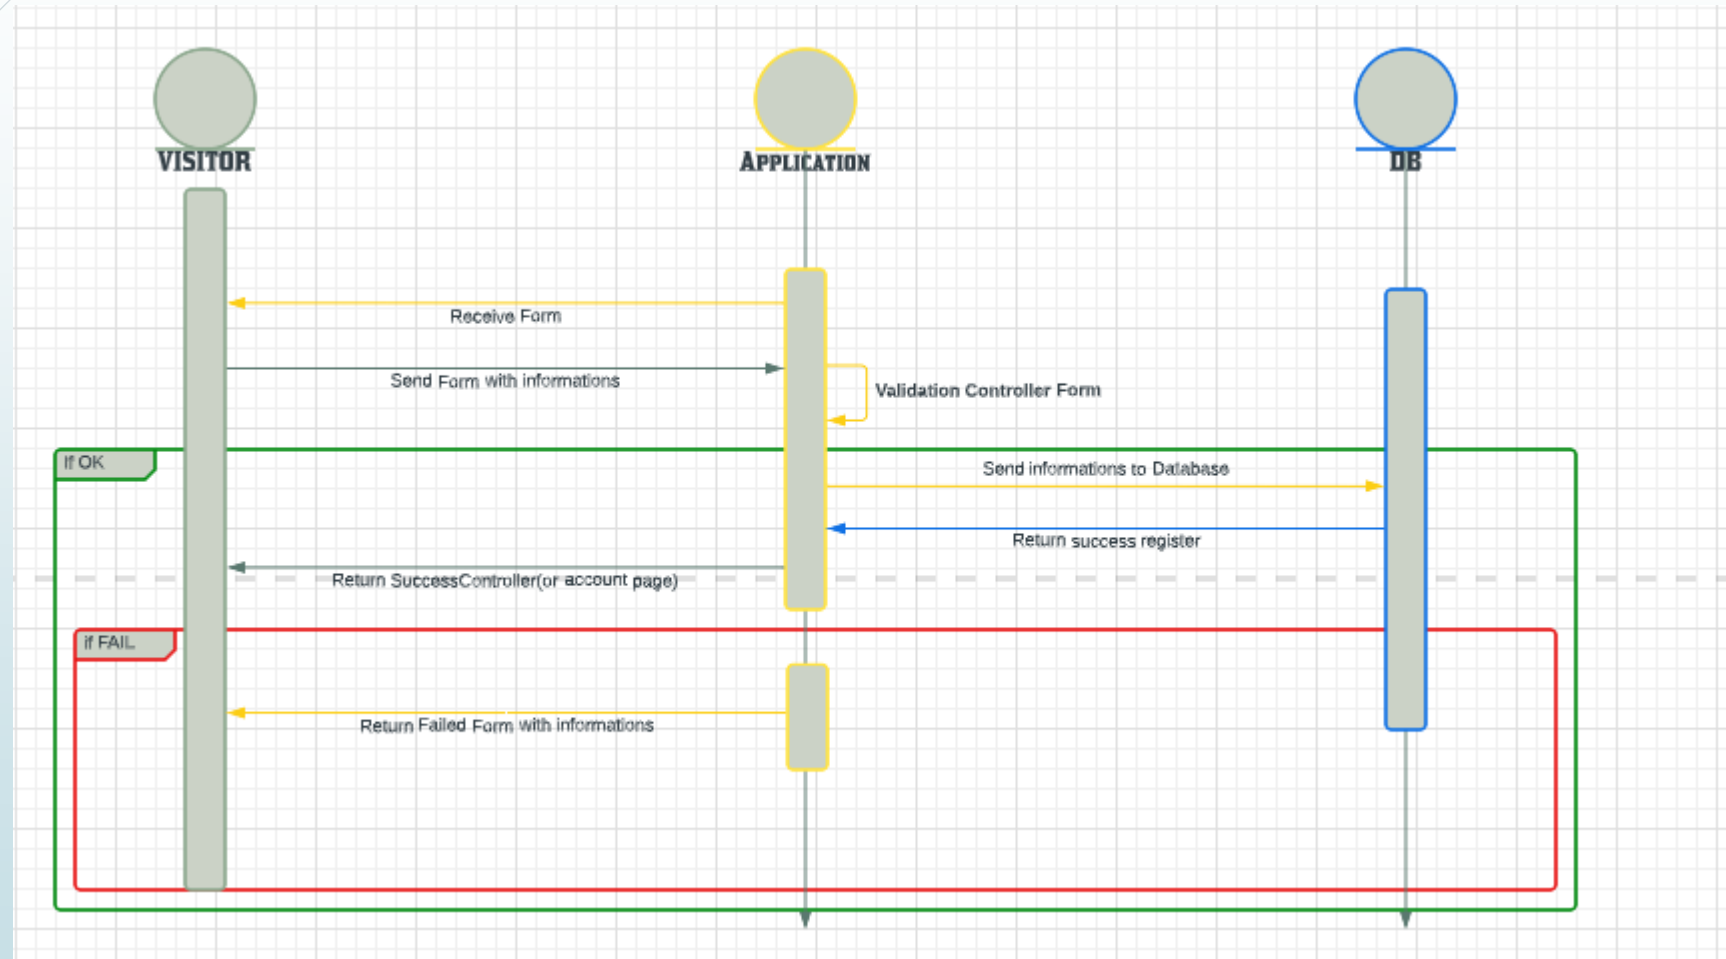 VISITOR
APPLICATION
DB
Receive Form
Send Form with informations
Validation Controller Form
if OK
Send informations to Database
Return success register
Return SuccessController(or account page)
if FAIL
Return Failed Form with informations